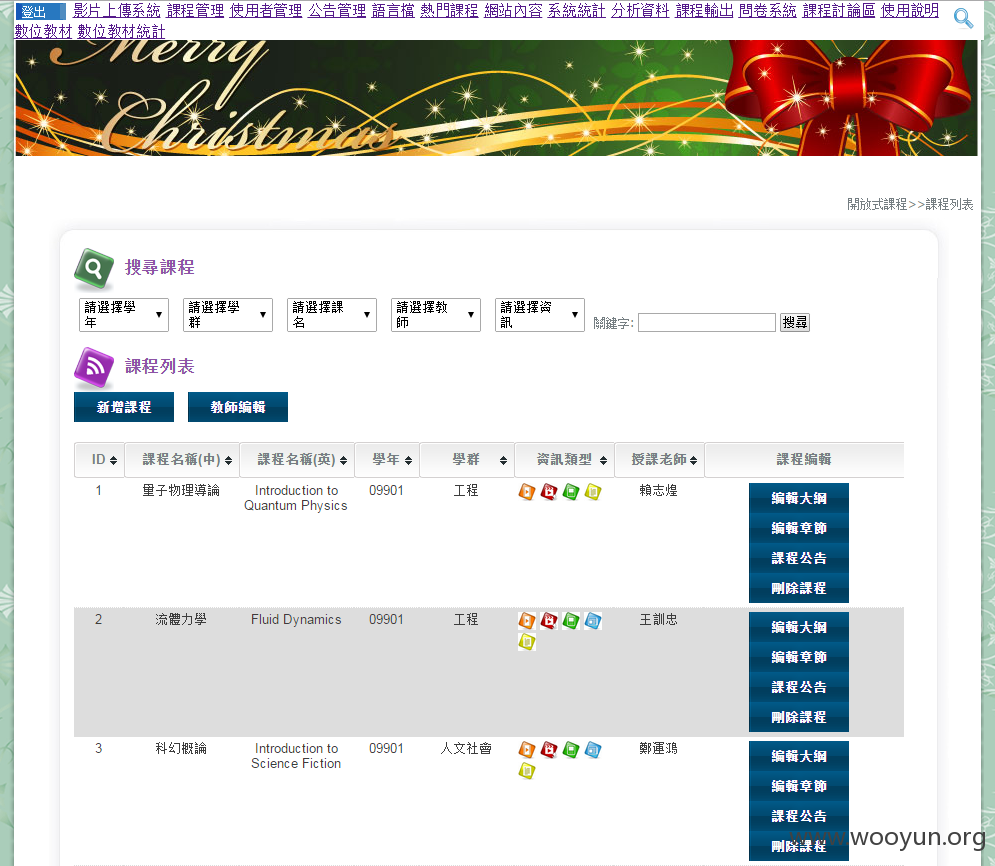 登出 影片上傳系統 課程管理 使用者管理 公告管理 語言檔 熱門課程 網站內容 系統統計 分析資料 課程輸出 問卷系統 課程討論區 使用說明
數位教材 數位教材統計
Merry
Christmas
開放式課程>>課程列表
搜尋課程
請選擇學年 請選擇學群 請選擇課名 請選擇教師 請選擇資訊 關鍵字: 搜尋
課程列表
新增課程 教師編輯
ID 課程名稱(中) 課程名稱(英) 學年 學群 資訊類型 授課老師 課程編輯
1 量子物理導論 Introduction to Quantum Physics 09901 工程 賴志煌
編輯大綱
編輯章節
課程公告
刪除課程
2 流體力學 Fluid Dynamics 09901 工程 王訓忠
編輯大綱
編輯章節
課程公告
刪除課程
3 科幻概論 Introduction to Science Fiction 09901 人文社會 鄭運鴻
編輯大綱
編輯章節
課程公告
刪除課程
www.wooyun.org